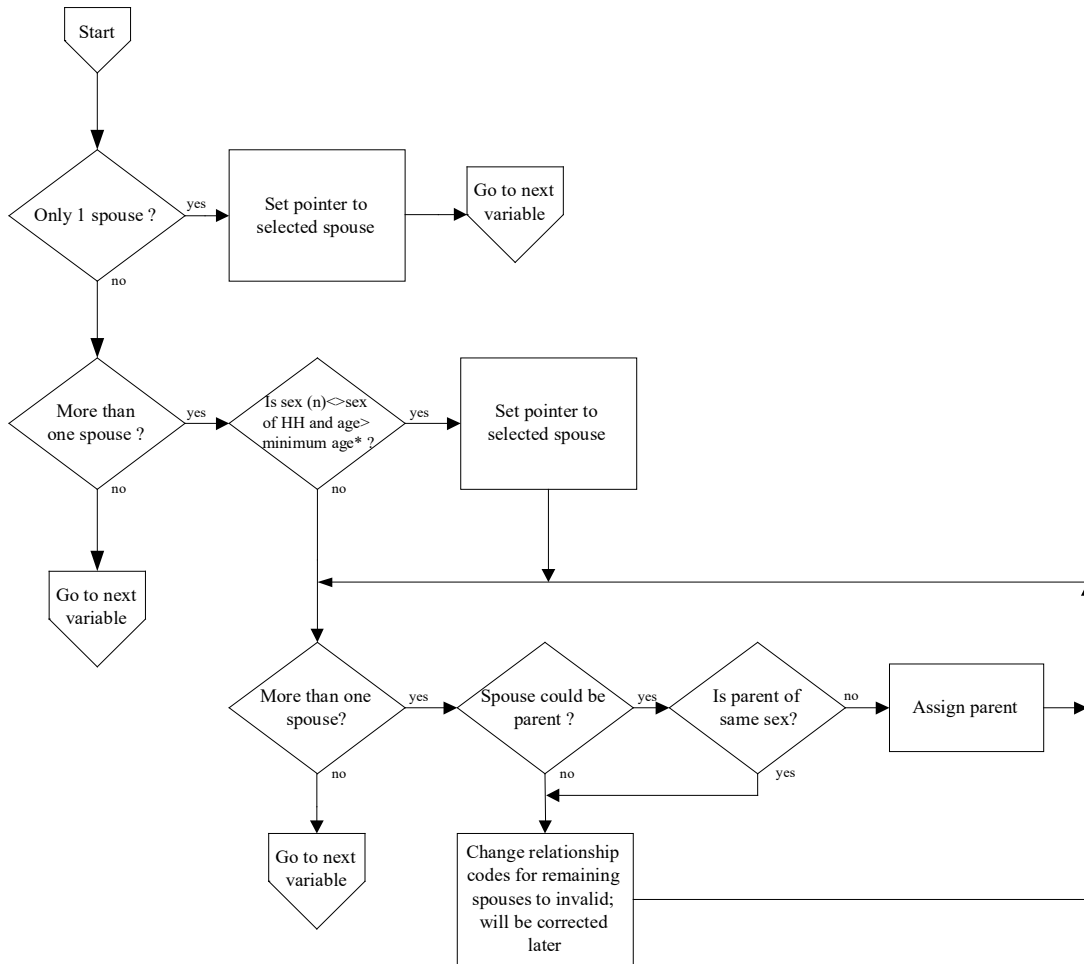 Start
Only 1 spouse ?
yes
Set pointer to
selected spouse
Go to next
variable
no
More than
one spouse ?
yes
Is sex (n)<>sex
of HH and age>
minimum age* ?
yes
Set pointer to
selected spouse
no
no
Go to next
variable
More than one
spouse?
yes
Spouse could be
parent ?
yes
Is parent of
same sex?
no
Assign parent
no
no
yes
Go to next
variable
Change relationship
codes for remaining
spouses to invalid;
will be corrected
later